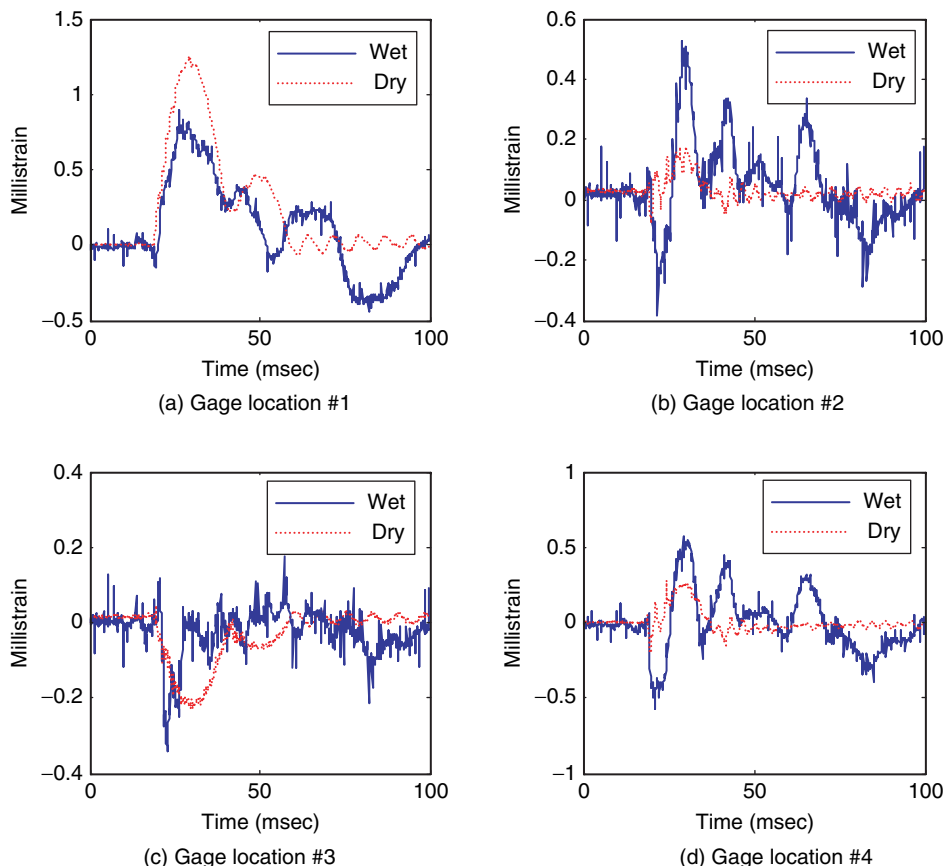 1.5
1
0.5
0
−0.5
Millistrain
Wet
Dry
0
50
100
Time (msec)
(a) Gage location #1
0.6
0.4
0.2
0
−0.2
0.4
Millistrain
Wet
Dry
0
50
100
Time (msec)
(b) Gage location #2
0.4
0.2
0
−0.2
−0.4
Millistrain
Wet
Dry
0
50
100
Time (msec)
(c) Gage location #3
1
0.5
0
−0.5
−1
Millistrain
Wet
Dry
0
50
100
Time (msec)
(d) Gage location #4